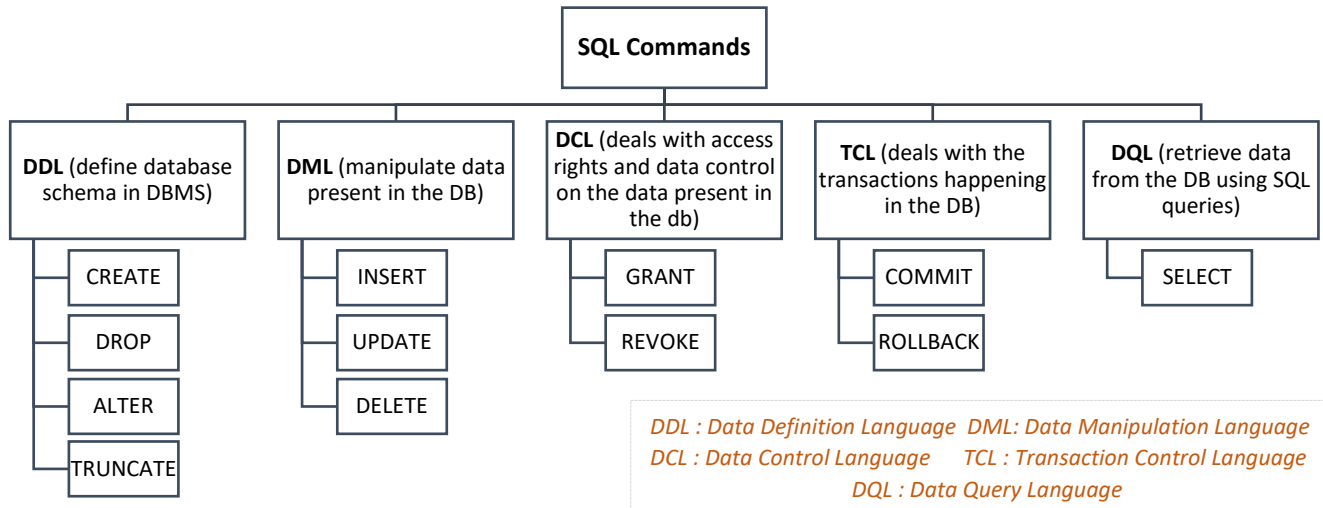 SQL Commands
DDL (define database
schema in DBMS)
DML (manipulate data
present in the DB)
DCL (deals with access
rights and data control
on the data present in
the db)
TCL (deals with the
transactions happening
in the DB)
DQL (retrieve data
from the DB using SQL
queries)
CREATE
DROP
ALTER
TRUNCATE
INSERT
UPDATE
DELETE
GRANT
REVOKE
COMMIT
ROLLBACK
SELECT
DDL : Data Definition Language DML: Data Manipulation Language
DCL : Data Control Language TCL : Transaction Control Language
DQL : Data Query Language